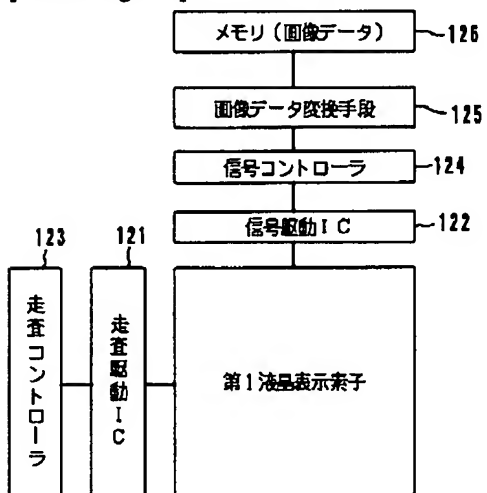 メモリ（画像データ） 126
画像データ変換手段 125
信号コントローラ 124
信号駆動IC 122
123 121
走査コントローラ
走査駆動IC
第1液晶表示素子